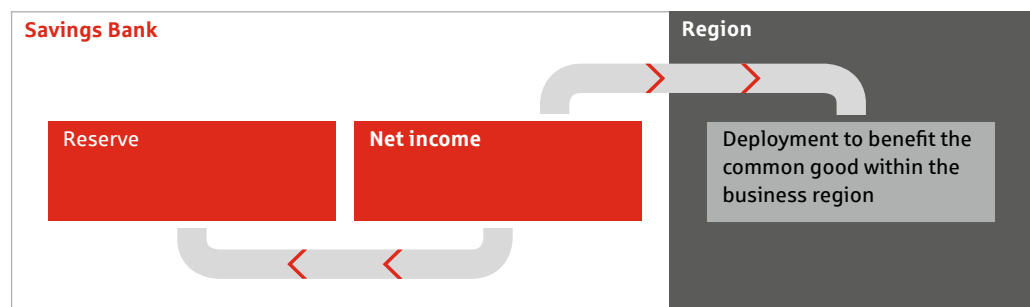 Savings Bank
Region
Reserve
Net income
Deployment to benefit the
common good within the
business region